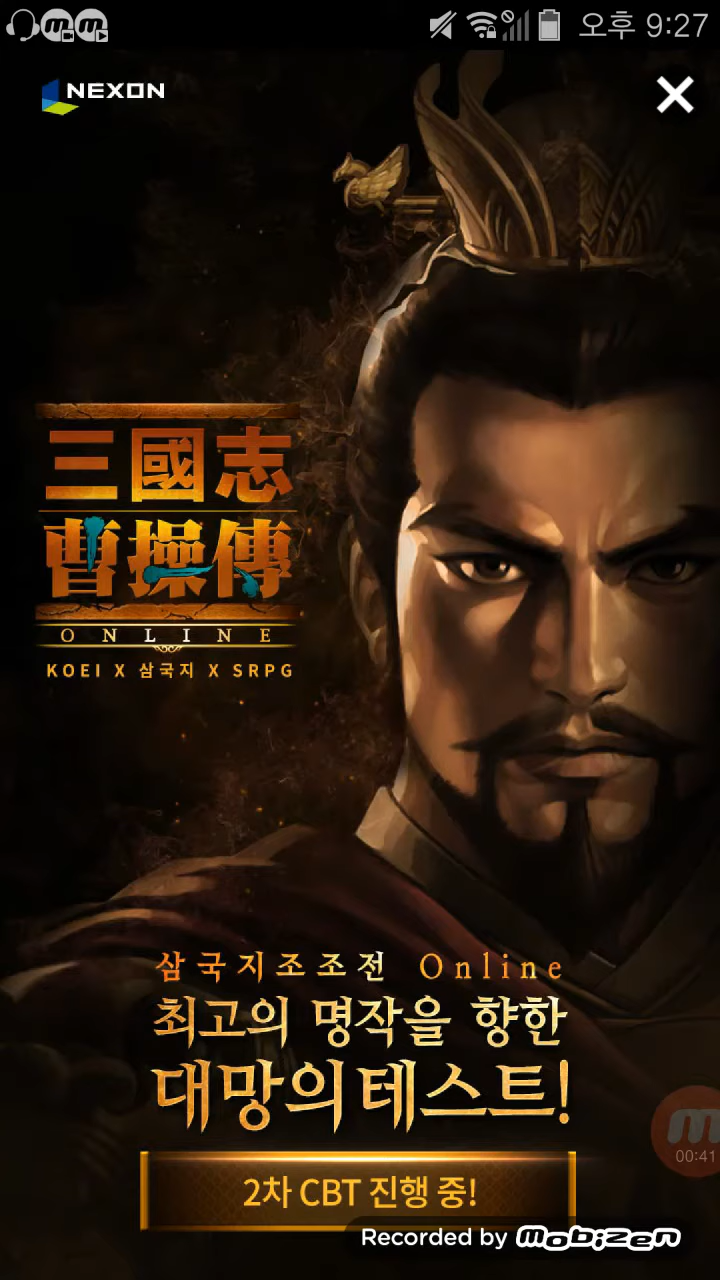 오후 9:27
NEXON
三國志
曹操傳
ONLINE
KOEI X 삼국지 X SRPG
삼국지조조전 Online
최고의 명작을 향한
대망의 테스트!
2차 CBT 진행 중!
00:41
Recorded by mobizen